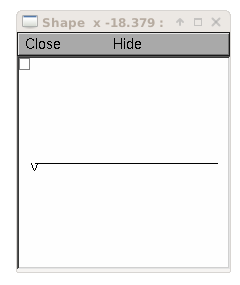 Shape x -18.379 :
Close Hide
v